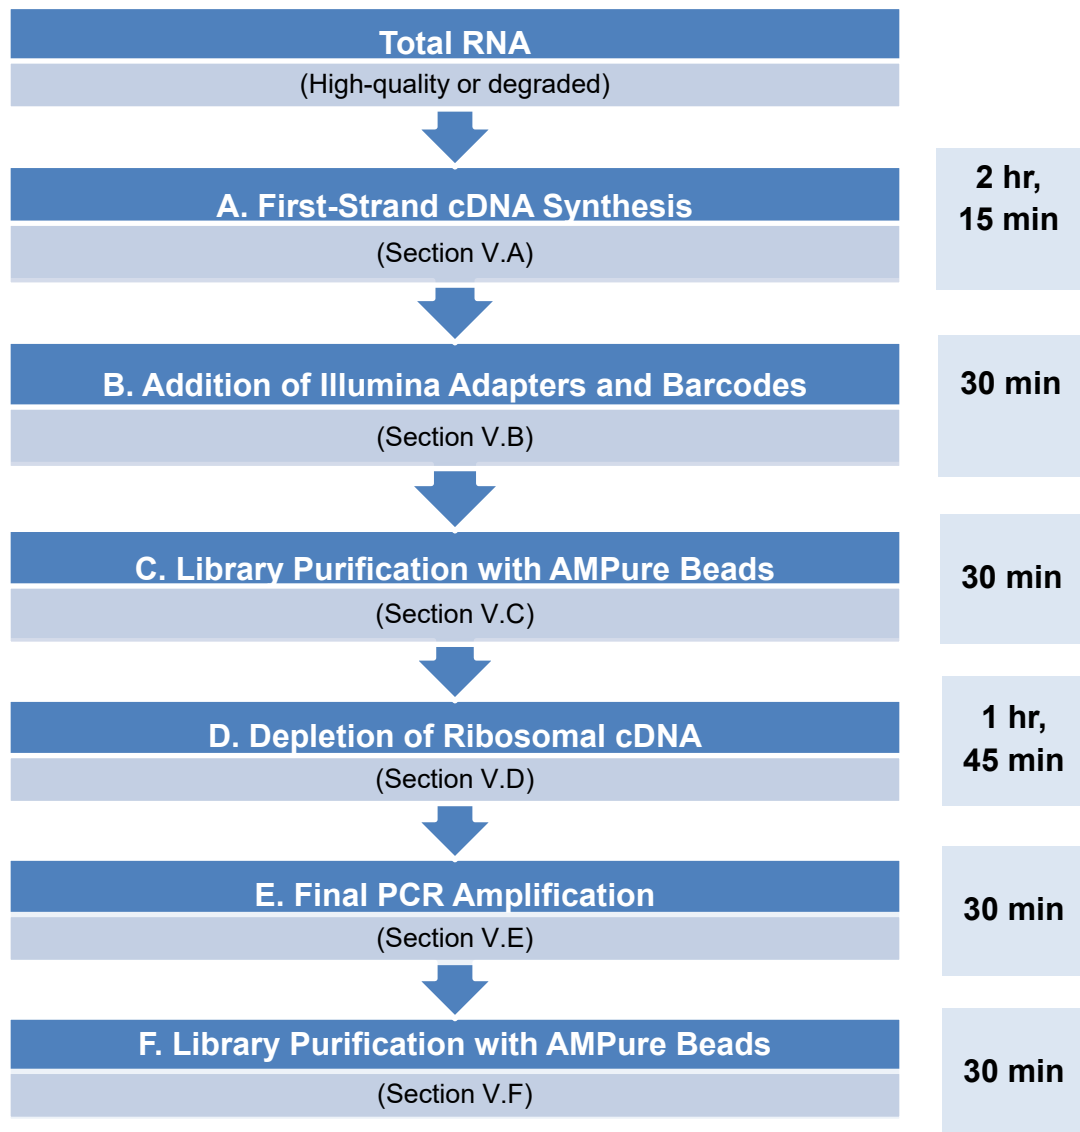 Total RNA
(High-quality or degraded)
A. First-Strand cDNA Synthesis
(Section V.A)
2 hr,
15 min
B. Addition of Illumina Adapters and Barcodes
(Section V.B)
30 min
C. Library Purification with AMPure Beads
(Section V.C)
30 min
D. Depletion of Ribosomal cDNA
(Section V.D)
1 hr,
45 min
E. Final PCR Amplification
(Section V.E)
30 min
F. Library Purification with AMPure Beads
(Section V.F)
30 min